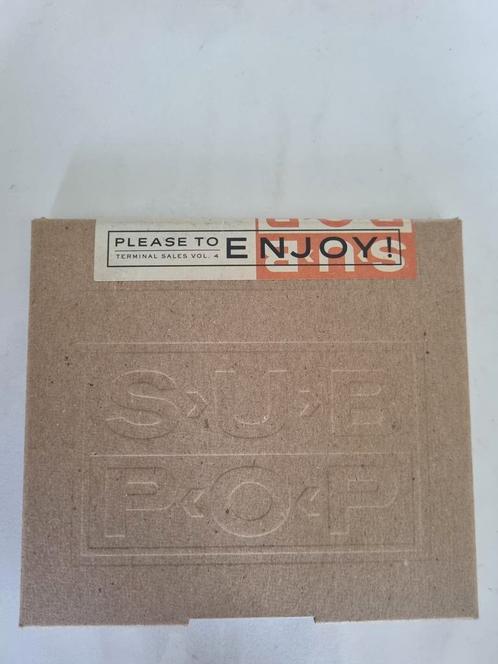 PLEASE TO ENJOY!
TERMINAL SALES VOL. 4
POP
SUB
S›U›B
P‹O‹P